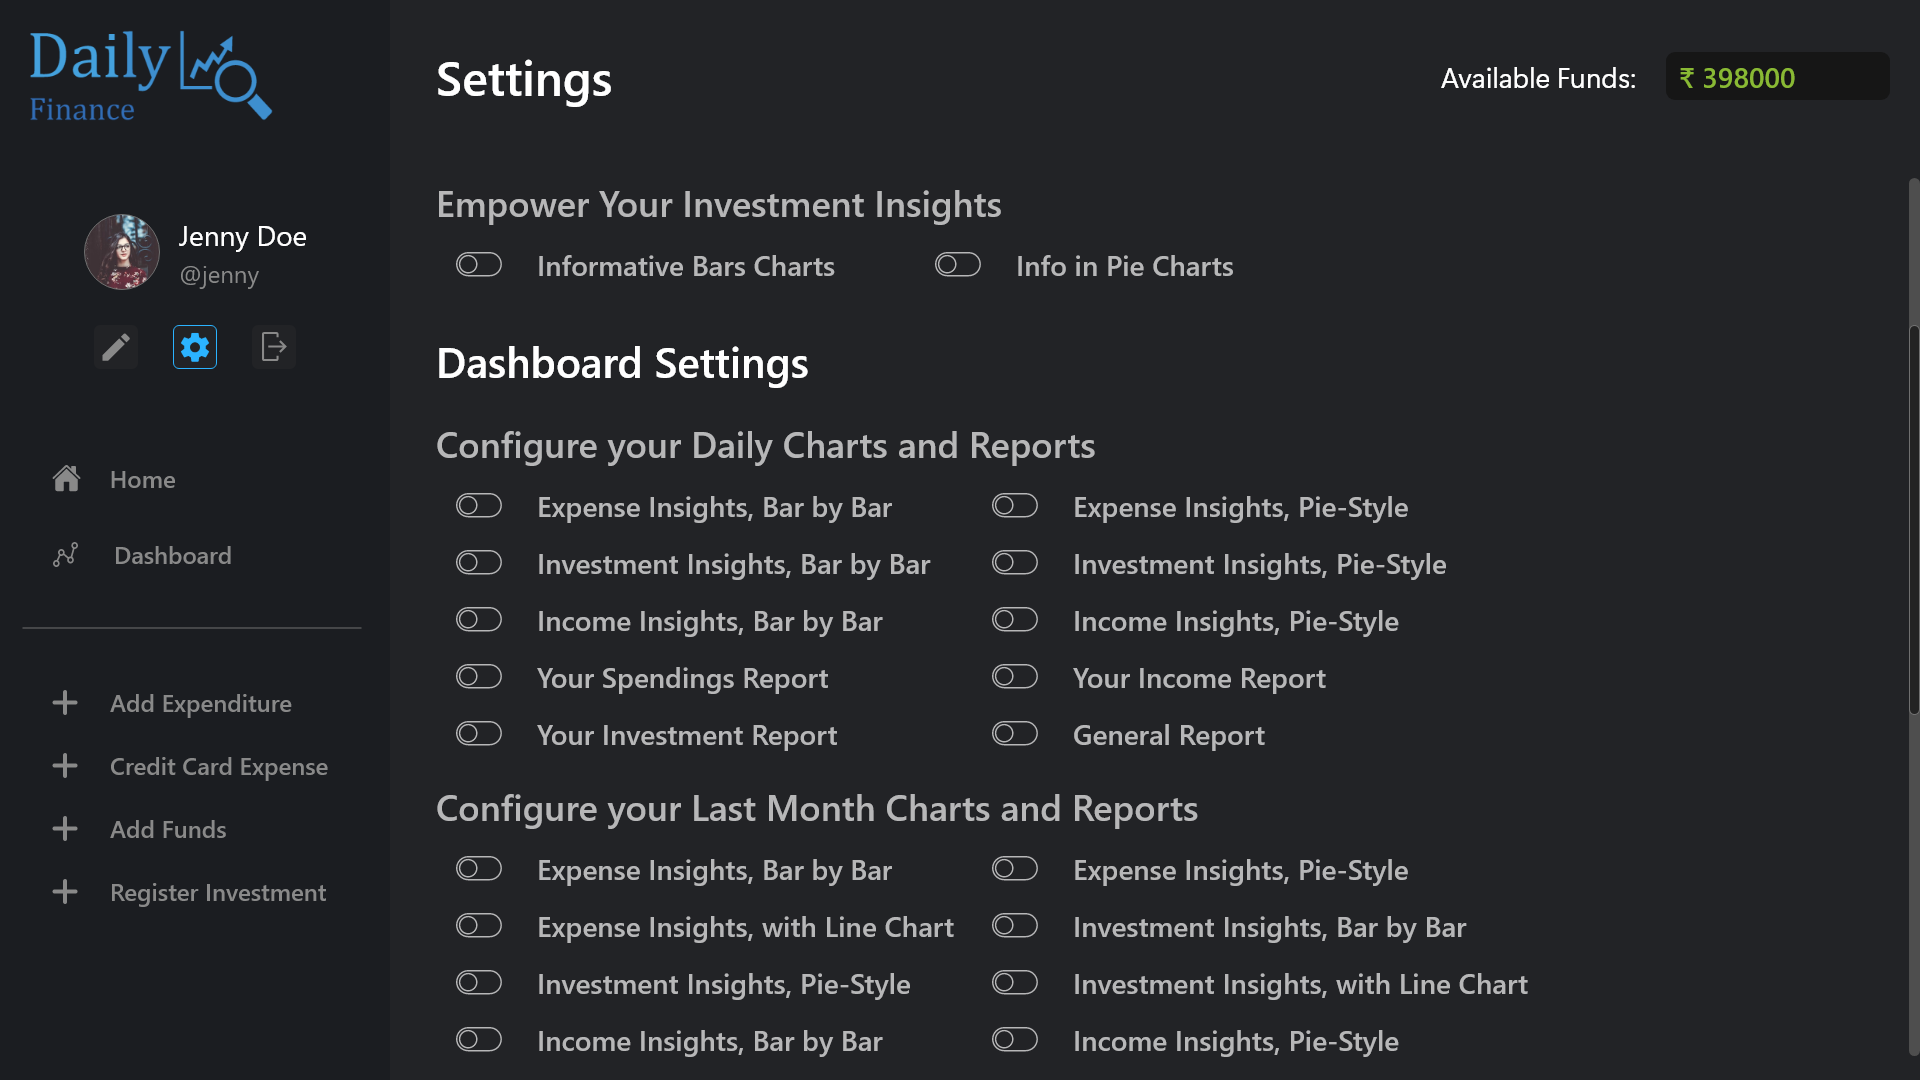 Daily
Finance
Jenny Doe
@jenny
Home
Dashboard
Add Expenditure
Credit Card Expense
Add Funds
Register Investment
Settings
Available Funds:
₹ 398000
Empower Your Investment Insights
Informative Bars Charts
Info in Pie Charts
Dashboard Settings
Configure your Daily Charts and Reports
Expense Insights, Bar by Bar
Expense Insights, Pie-Style
Investment Insights, Bar by Bar
Investment Insights, Pie-Style
Income Insights, Bar by Bar
Income Insights, Pie-Style
Your Spendings Report
Your Income Report
Your Investment Report
General Report
Configure your Last Month Charts and Reports
Expense Insights, Bar by Bar
Expense Insights, Pie-Style
Expense Insights, with Line Chart
Investment Insights, Bar by Bar
Investment Insights, Pie-Style
Investment Insights, with Line Chart
Income Insights, Bar by Bar
Income Insights, Pie-Style